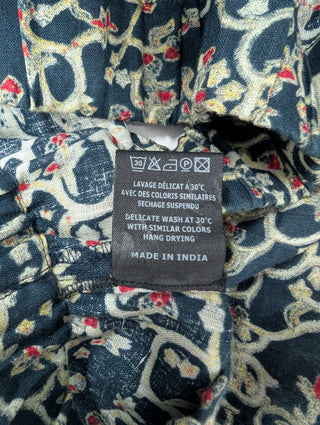 30 P
LAVAGE DÉLICAT À 30°C
AVEC DES COLORIS SIMILAIRES
SECHAGE SUSPENDU
DELICATE WASH AT 30°C
WITH SIMILAR COLORS
HANG DRYING
MADE IN INDIA